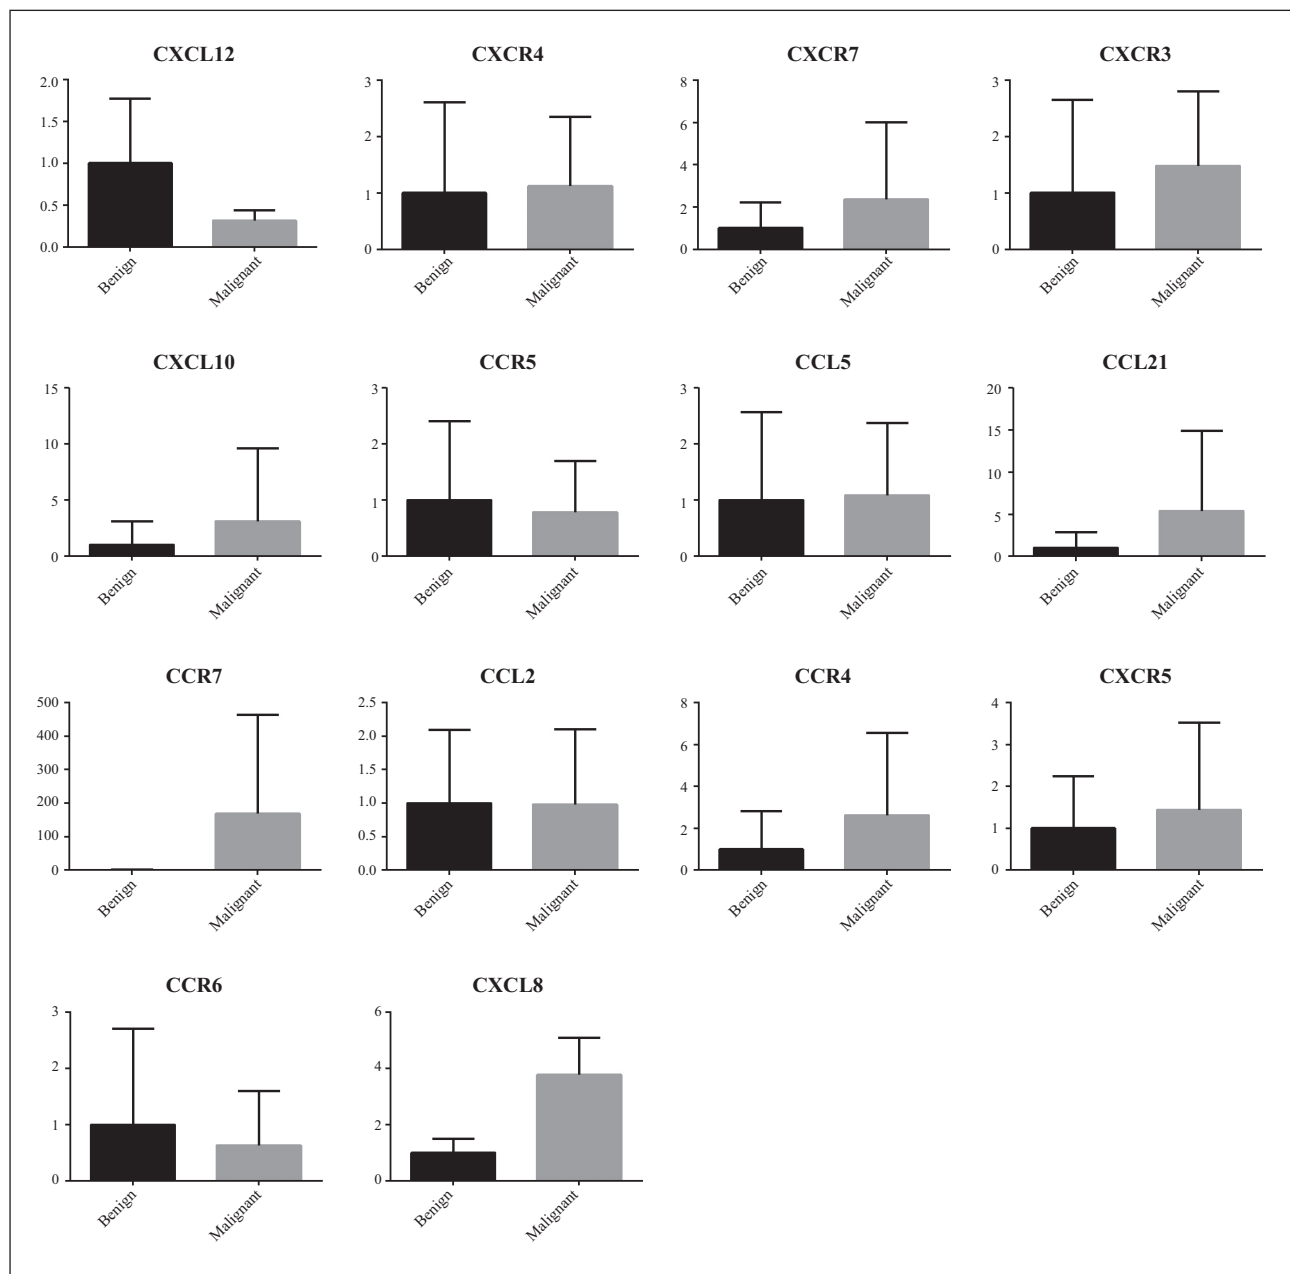 CXCL12
2.0
1.5
1.0
0.5
0.0
Benign
Malignant
CXCR4
3
2
1
0
Benign
Malignant
CXCR7
8
6
4
2
0
Benign
Malignant
CXCR3
3
2
1
0
Benign
Malignant
CXCL10
15
10
5
0
Benign
Malignant
CCR5
3
2
1
0
Benign
Malignant
CCL5
3
2
1
0
Benign
Malignant
CCL21
20
15
10
5
0
Benign
Malignant
CCR7
500
400
300
200
100
0
Benign
Malignant
CCL2
2.5
2.0
1.5
1.0
0.5
0.0
Benign
Malignant
CCR4
8
6
4
2
0
Benign
Malignant
CXCR5
4
3
2
1
0
Benign
Malignant
CCR6
3
2
1
0
Benign
Malignant
CXCL8
6
4
2
0
Benign
Malignant